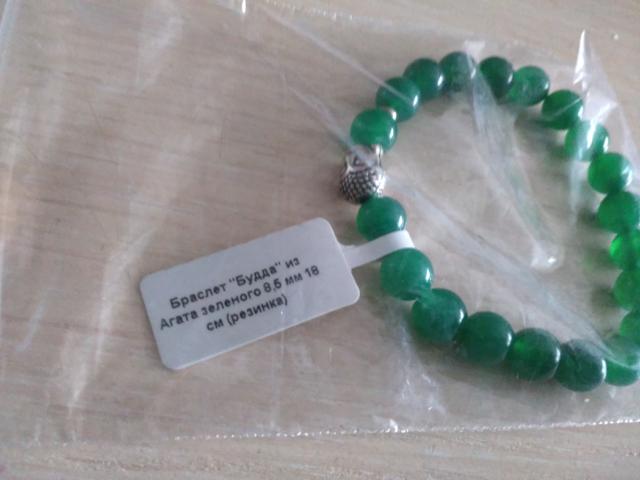 Браслет "Будда" из
Агата зеленого 8,5 мм 18
см (резинка)